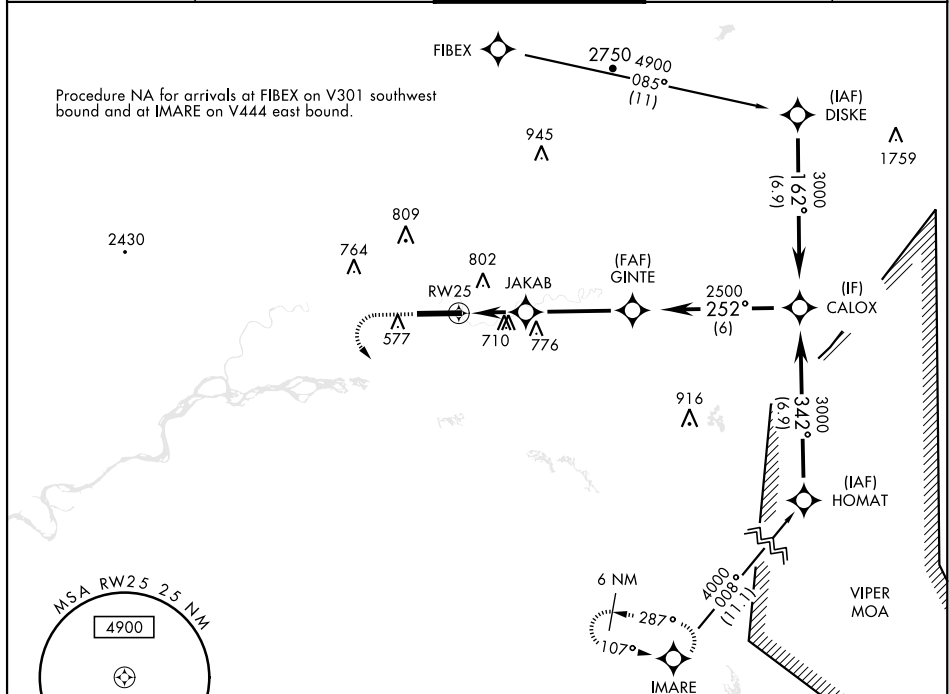 FIBEX
2750
4900
085°
(11)
(IAF)
DISKE
Procedure NA for arrivals at FIBEX on V301 southwest
bound and at IMARE on V444 east bound.
945
1759
3000
162°
(6.9)
809
2430
764
802
RW25
JAKAB
(FAF)
GINTE
2500
252°
(6)
(IF)
CALOX
577
710
776
916
3000
342°
(6.9)
(IAF)
HOMAT
4000
008°
(11.1)
6 NM
287°
107°
IMARE
VIPER
MOA
MSA RW25 25 NM
4900